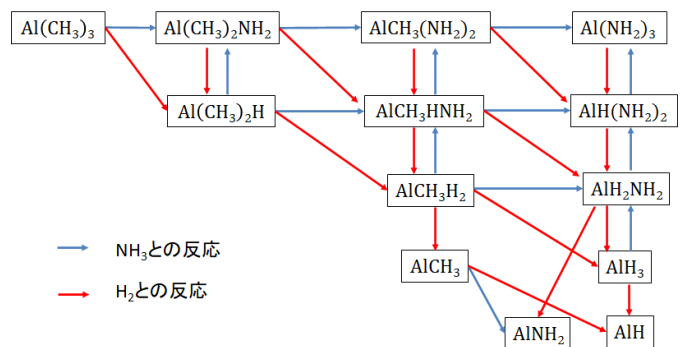 Al(CH₃)₃ Al(CH₃)₂NH₂ AlCH₃(NH₂)₂ Al(NH₂)₃
Al(CH₃)₂H AlCH₃HNH₂ AlH(NH₂)₂
AlCH₃H₂ AlH₂NH₂
NH₃との反応
AlCH₃ AlH₃
H₂との反応
AlNH₂ AlH